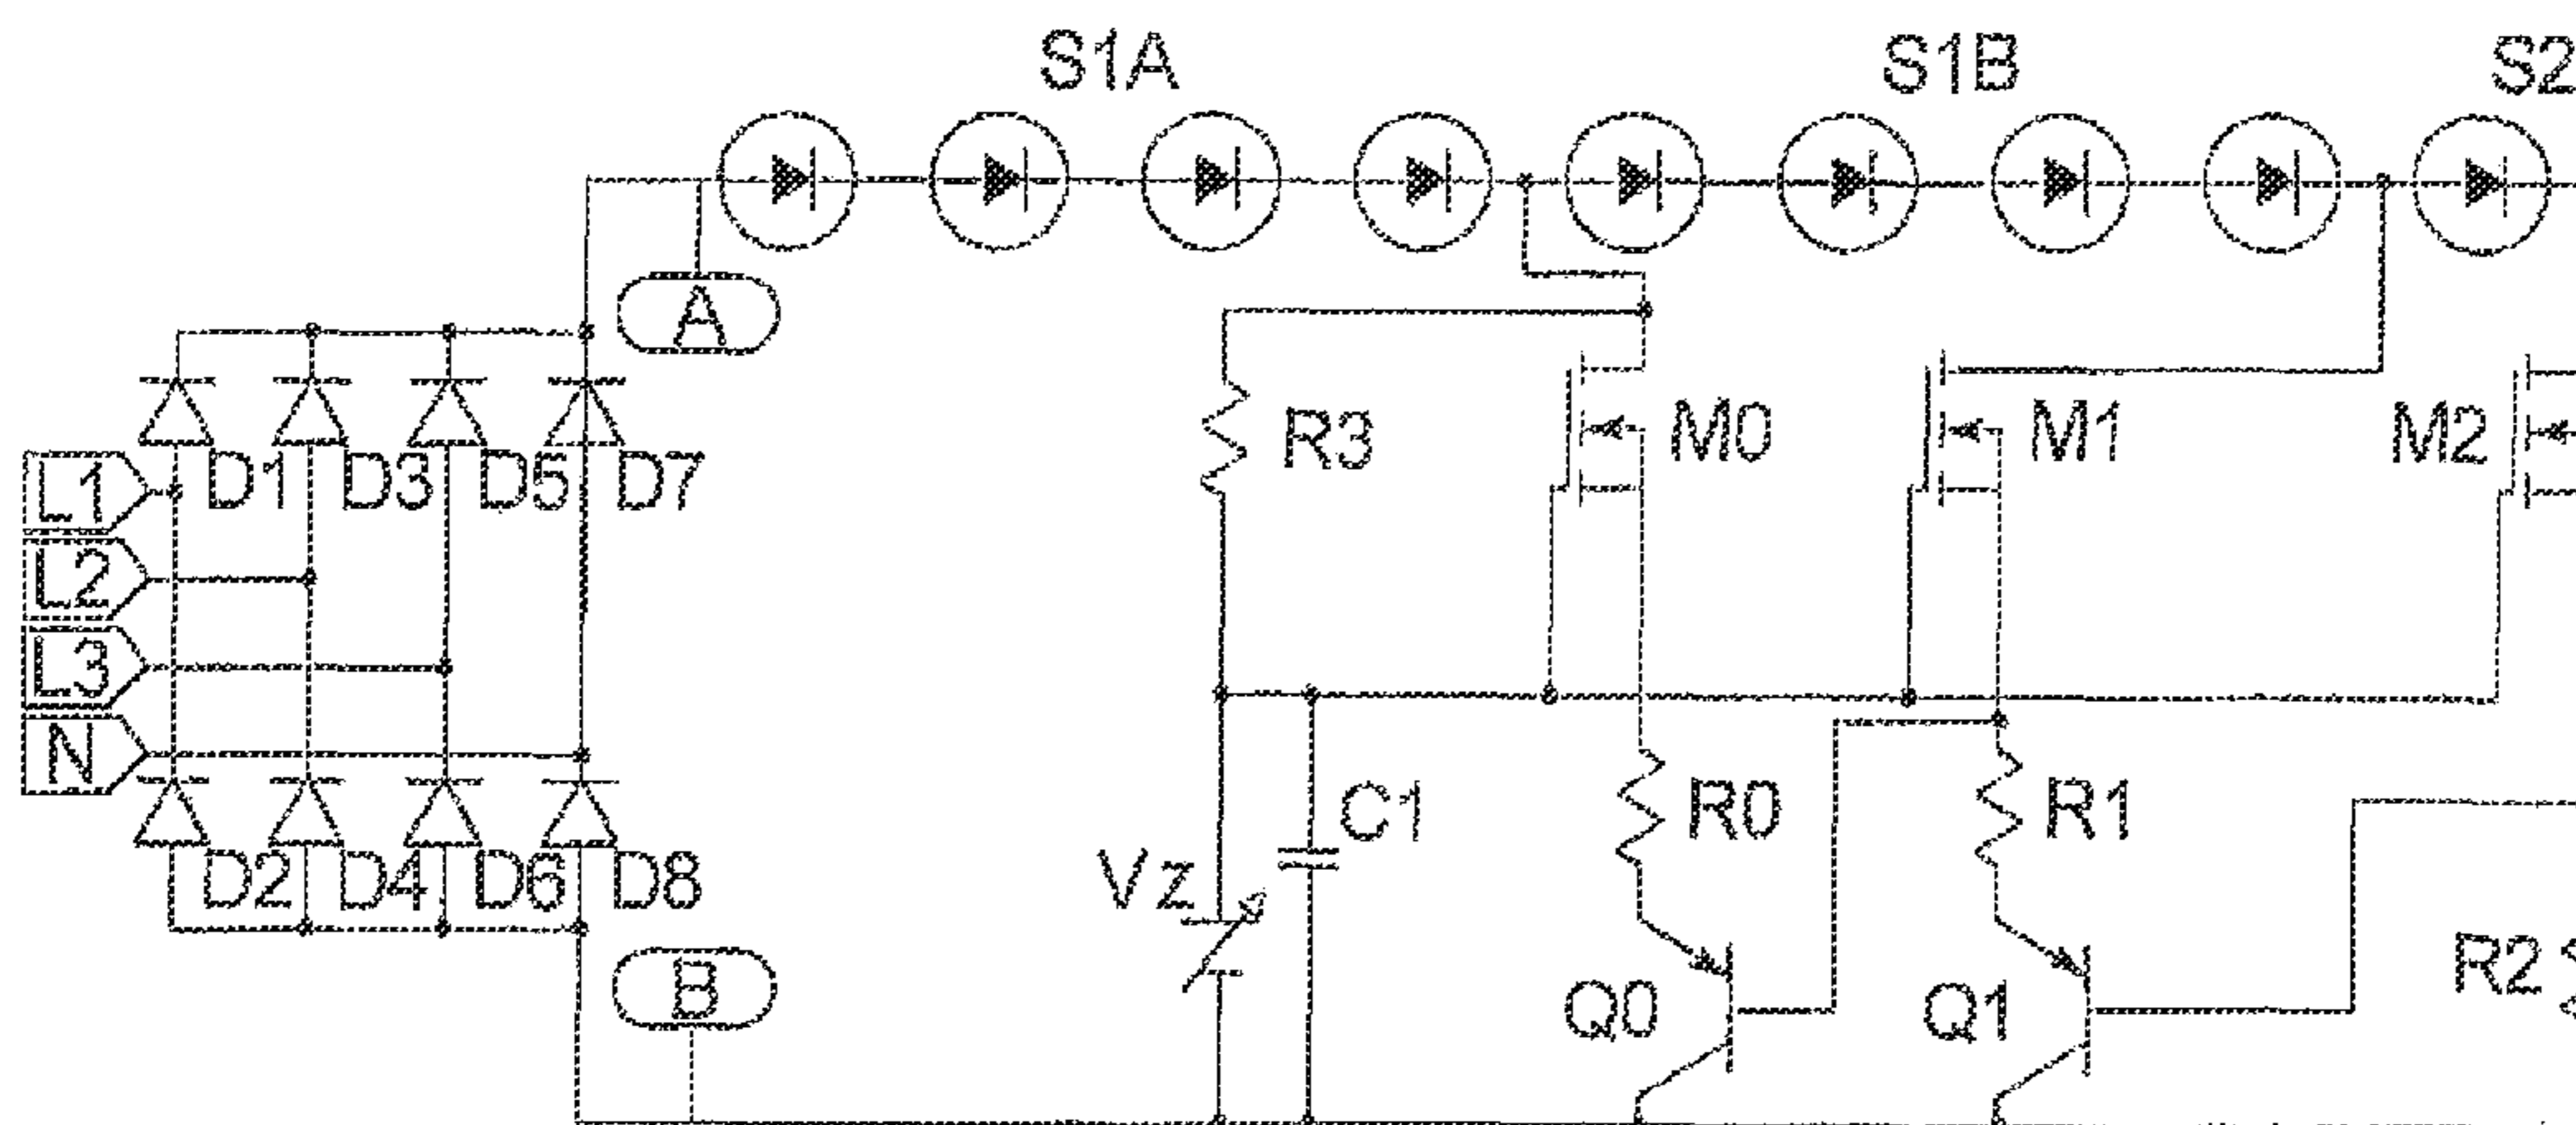 S1A S1B S2
A
R3 M0 M1 M2
D1 D3 D5 D7
L1
L2
L3
N
C1 R0 R1
D2 D4 D6 D8 Vz
B Q0 Q1 R2